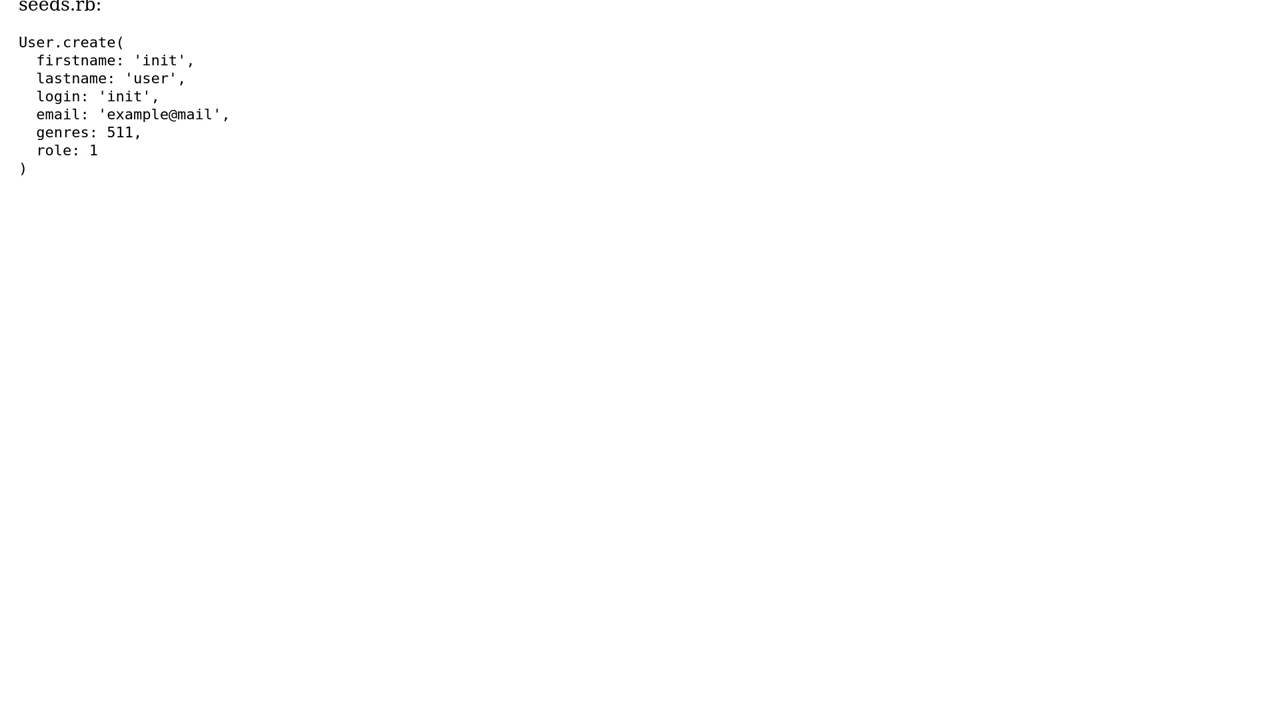 seeds.rb:
User.create(
  firstname: 'init',
  lastname: 'user',
  login: 'init',
  email: 'example@mail',
  genres: 511,
  role: 1
)